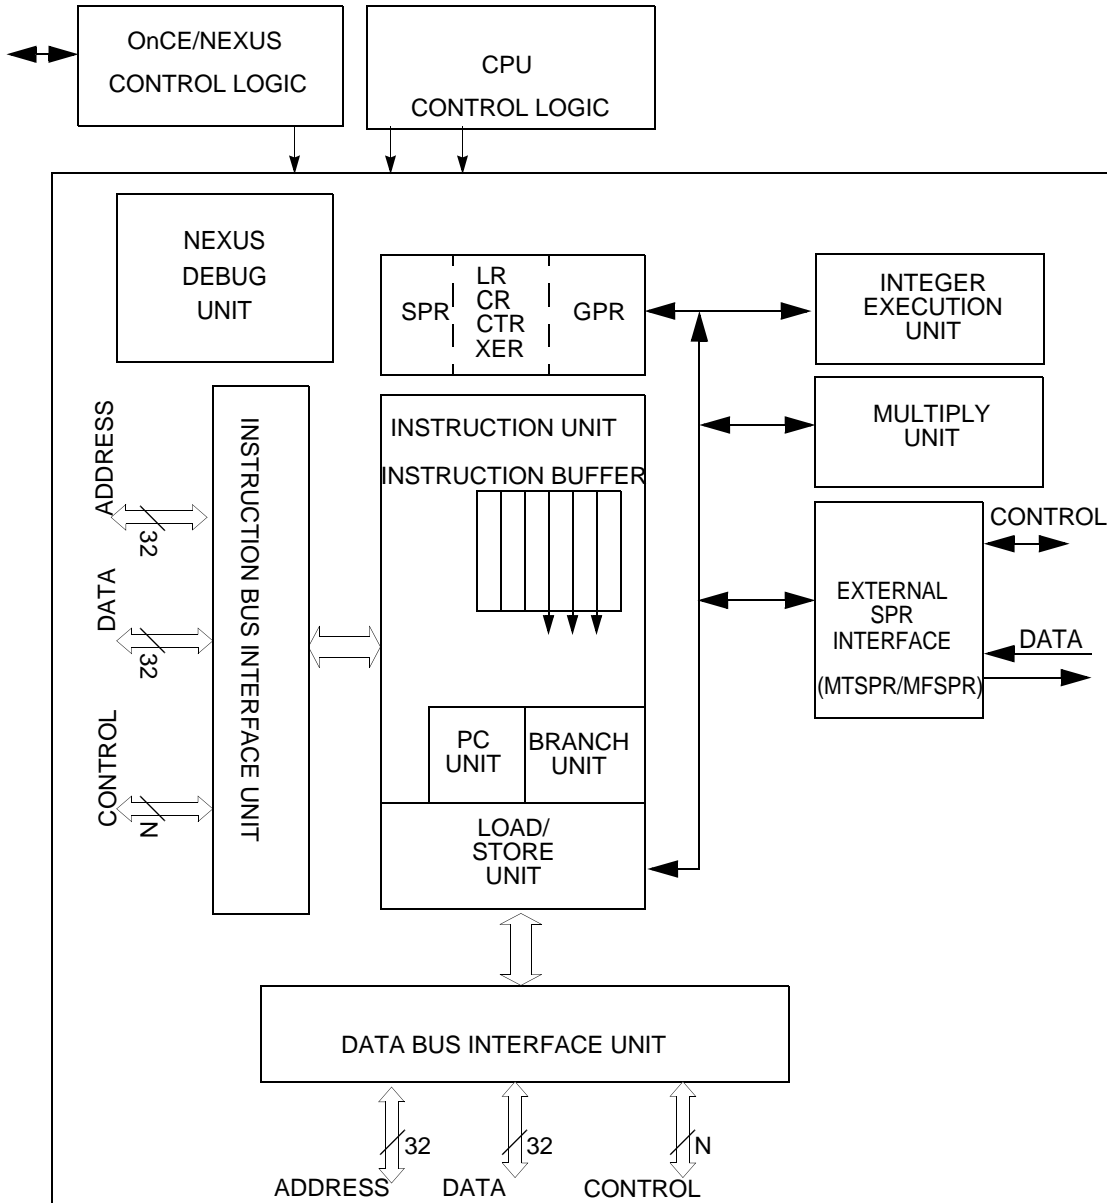 OnCE/NEXUS
CONTROL LOGIC
CPU
CONTROL LOGIC
NEXUS
DEBUG
UNIT
SPR
LR
CR
CTR
XER
GPR
INTEGER
EXECUTION
UNIT
MULTIPLY
UNIT
EXTERNAL
SPR
INTERFACE
(MTSPR/MFSPR)
CONTROL
DATA
INSTRUCTION UNIT
INSTRUCTION BUFFER
PC
UNIT
BRANCH
UNIT
LOAD/
STORE
UNIT
ADDRESS
32
DATA
32
CONTROL
N
INSTRUCTION BUS INTERFACE UNIT
DATA BUS INTERFACE UNIT
32
32
N
ADDRESS
DATA
CONTROL